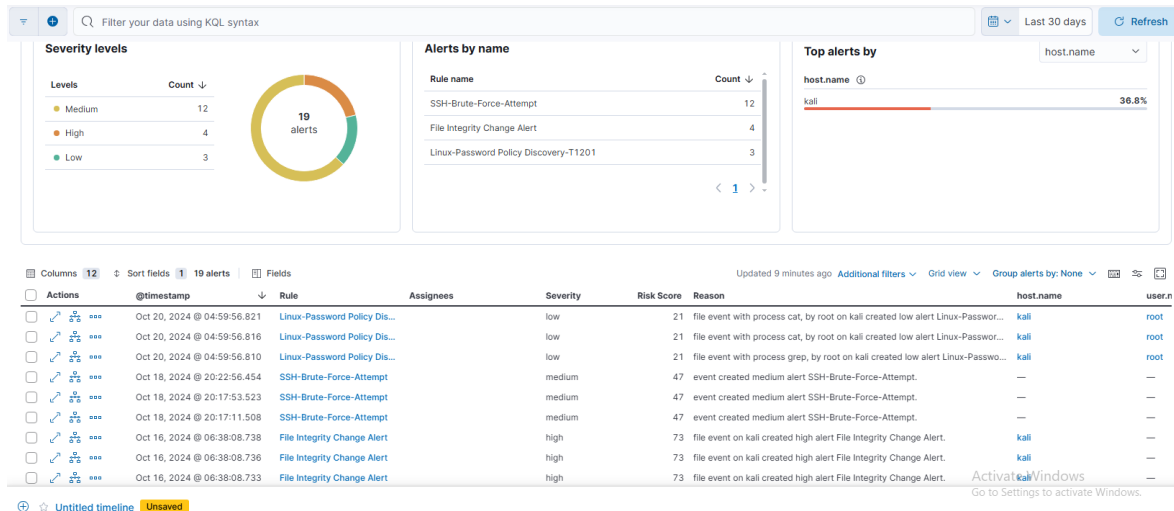 Filter your data using KQL syntax
Last 30 days
Refresh
Severity levels
Levels Count
Medium 12
High 4
Low 3
19
alerts
Alerts by name
Rule name Count
SSH-Brute-Force-Attempt 12
File Integrity Change Alert 4
Linux-Password Policy Discovery-T1201 3
1
Top alerts by
host.name
host.name
kali 36.8%
Columns 12 Sort fields 1 19 alerts Fields
Updated 9 minutes ago Additional filters Grid view Group alerts by: None
Actions @timestamp Rule Assignees Severity Risk Score Reason host.name user.n
Oct 20, 2024 @ 04:59:56.821 Linux-Password Policy Dis... low 21 file event with process cat, by root on kali created low alert Linux-Passwor... kali root
Oct 20, 2024 @ 04:59:56.816 Linux-Password Policy Dis... low 21 file event with process cat, by root on kali created low alert Linux-Passwor... kali root
Oct 20, 2024 @ 04:59:56.810 Linux-Password Policy Dis... low 21 file event with process grep, by root on kali created low alert Linux-Passwo... kali root
Oct 18, 2024 @ 20:22:56.454 SSH-Brute-Force-Attempt medium 47 event created medium alert SSH-Brute-Force-Attempt. — —
Oct 18, 2024 @ 20:17:53.523 SSH-Brute-Force-Attempt medium 47 event created medium alert SSH-Brute-Force-Attempt. — —
Oct 18, 2024 @ 20:17:11.508 SSH-Brute-Force-Attempt medium 47 event created medium alert SSH-Brute-Force-Attempt. — —
Oct 16, 2024 @ 06:38:08.738 File Integrity Change Alert high 73 file event on kali created high alert File Integrity Change Alert. kali —
Oct 16, 2024 @ 06:38:08.736 File Integrity Change Alert high 73 file event on kali created high alert File Integrity Change Alert. kali —
Oct 16, 2024 @ 06:38:08.733 File Integrity Change Alert high 73 file event on kali created high alert File Integrity Change Alert. kali —
Activate Windows
Go to Settings to activate Windows.
Untitled timeline Unsaved